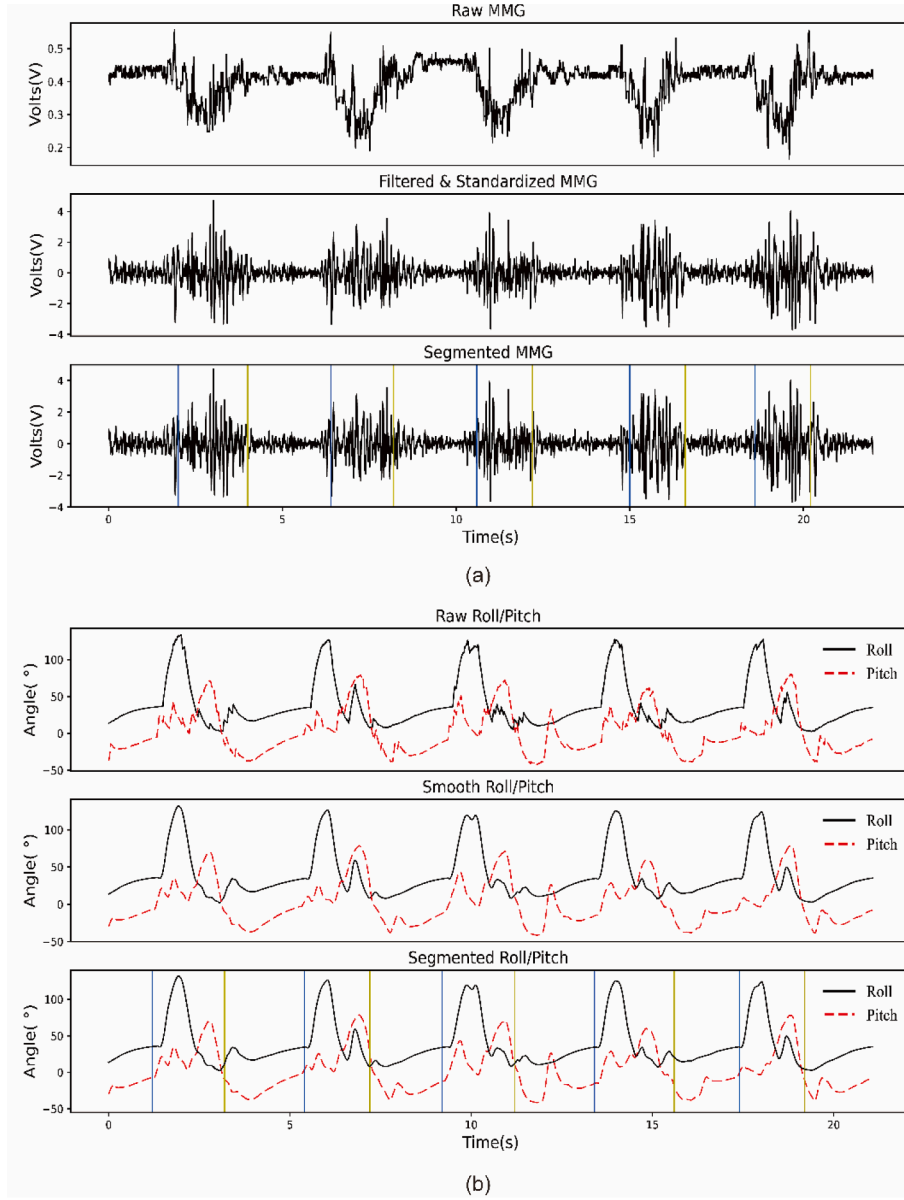 Raw MMG
0.5
0.4
0.3
0.2
Volts(V)
Filtered & Standardized MMG
4
2
0
−2
−4
Volts(V)
Segmented MMG
4
2
0
−2
−4
Volts(V)
0 5 10 15 20
Time(s)
(a)
Raw Roll/Pitch
100
50
0
−50
Angle( °)
Roll
Pitch
Smooth Roll/Pitch
100
50
0
−50
Angle( °)
Roll
Pitch
Segmented Roll/Pitch
100
50
0
−50
Angle( °)
Roll
Pitch
0 5 10 15 20
Time(s)
(b)